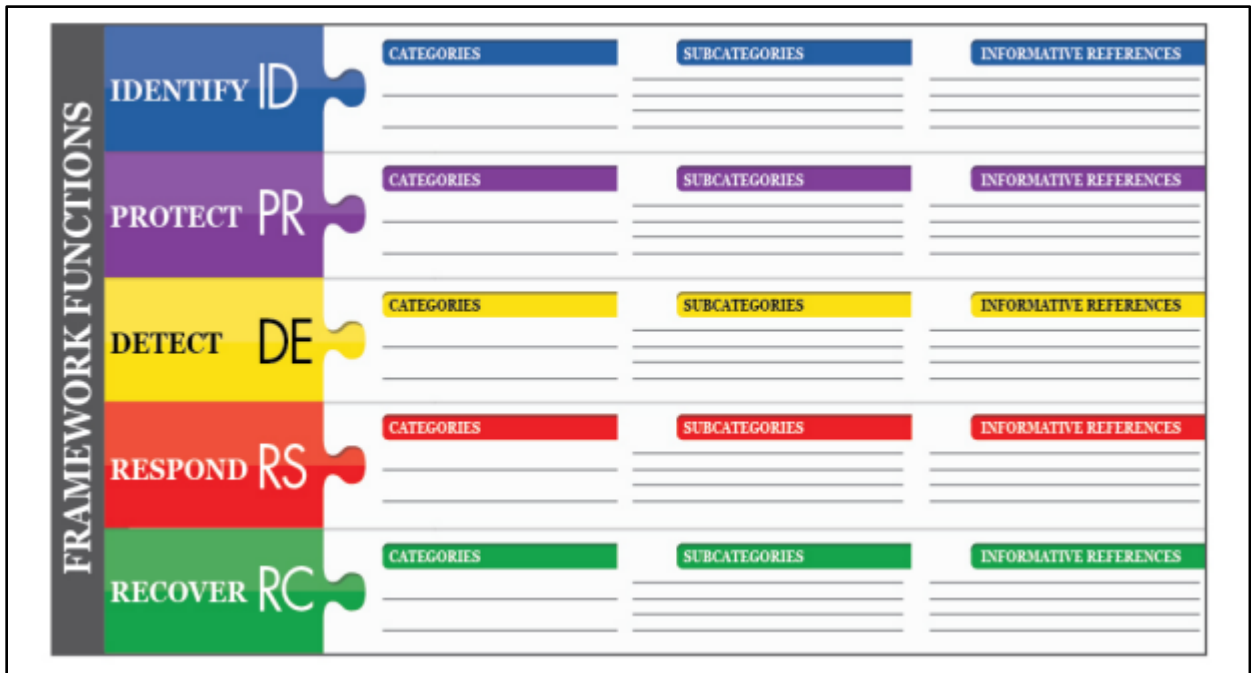 FRAMEWORK FUNCTIONS
IDENTIFY ID
CATEGORIES SUBCATEGORIES INFORMATIVE REFERENCES
PROTECT PR
CATEGORIES SUBCATEGORIES INFORMATIVE REFERENCES
DETECT DE
CATEGORIES SUBCATEGORIES INFORMATIVE REFERENCES
RESPOND RS
CATEGORIES SUBCATEGORIES INFORMATIVE REFERENCES
RECOVER RC
CATEGORIES SUBCATEGORIES INFORMATIVE REFERENCES